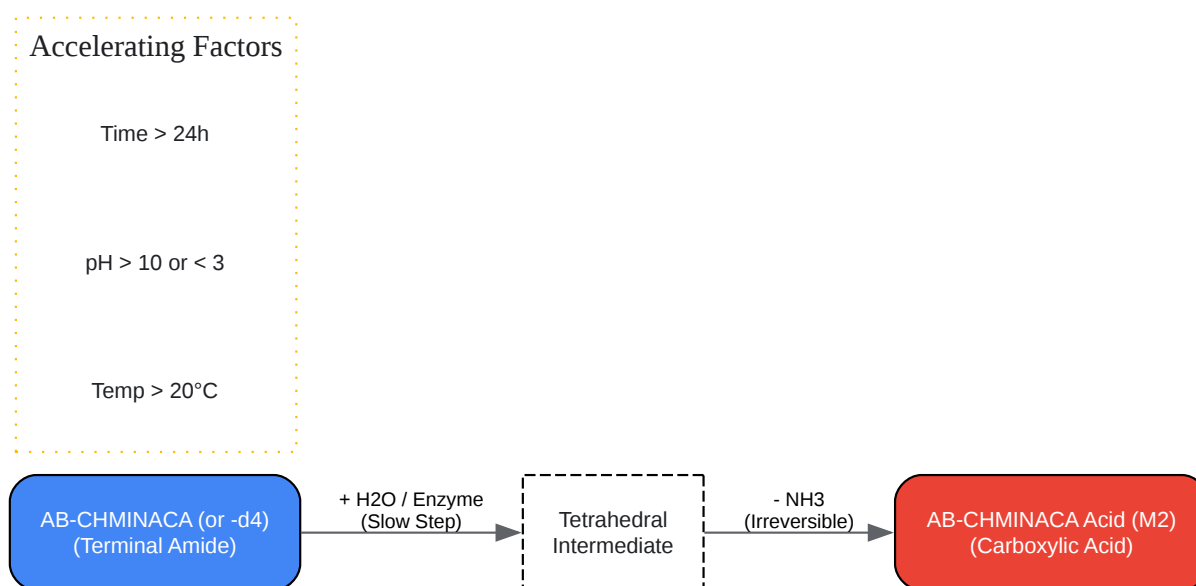 Accelerating Factors
Time > 24h
pH > 10 or < 3
Temp > 20°C
AB-CHMINACA (or -d4)
(Terminal Amide)
+ H2O / Enzyme
(Slow Step)
Tetrahedral
Intermediate
- NH3
(Irreversible)
AB-CHMINACA Acid (M2)
(Carboxylic Acid)